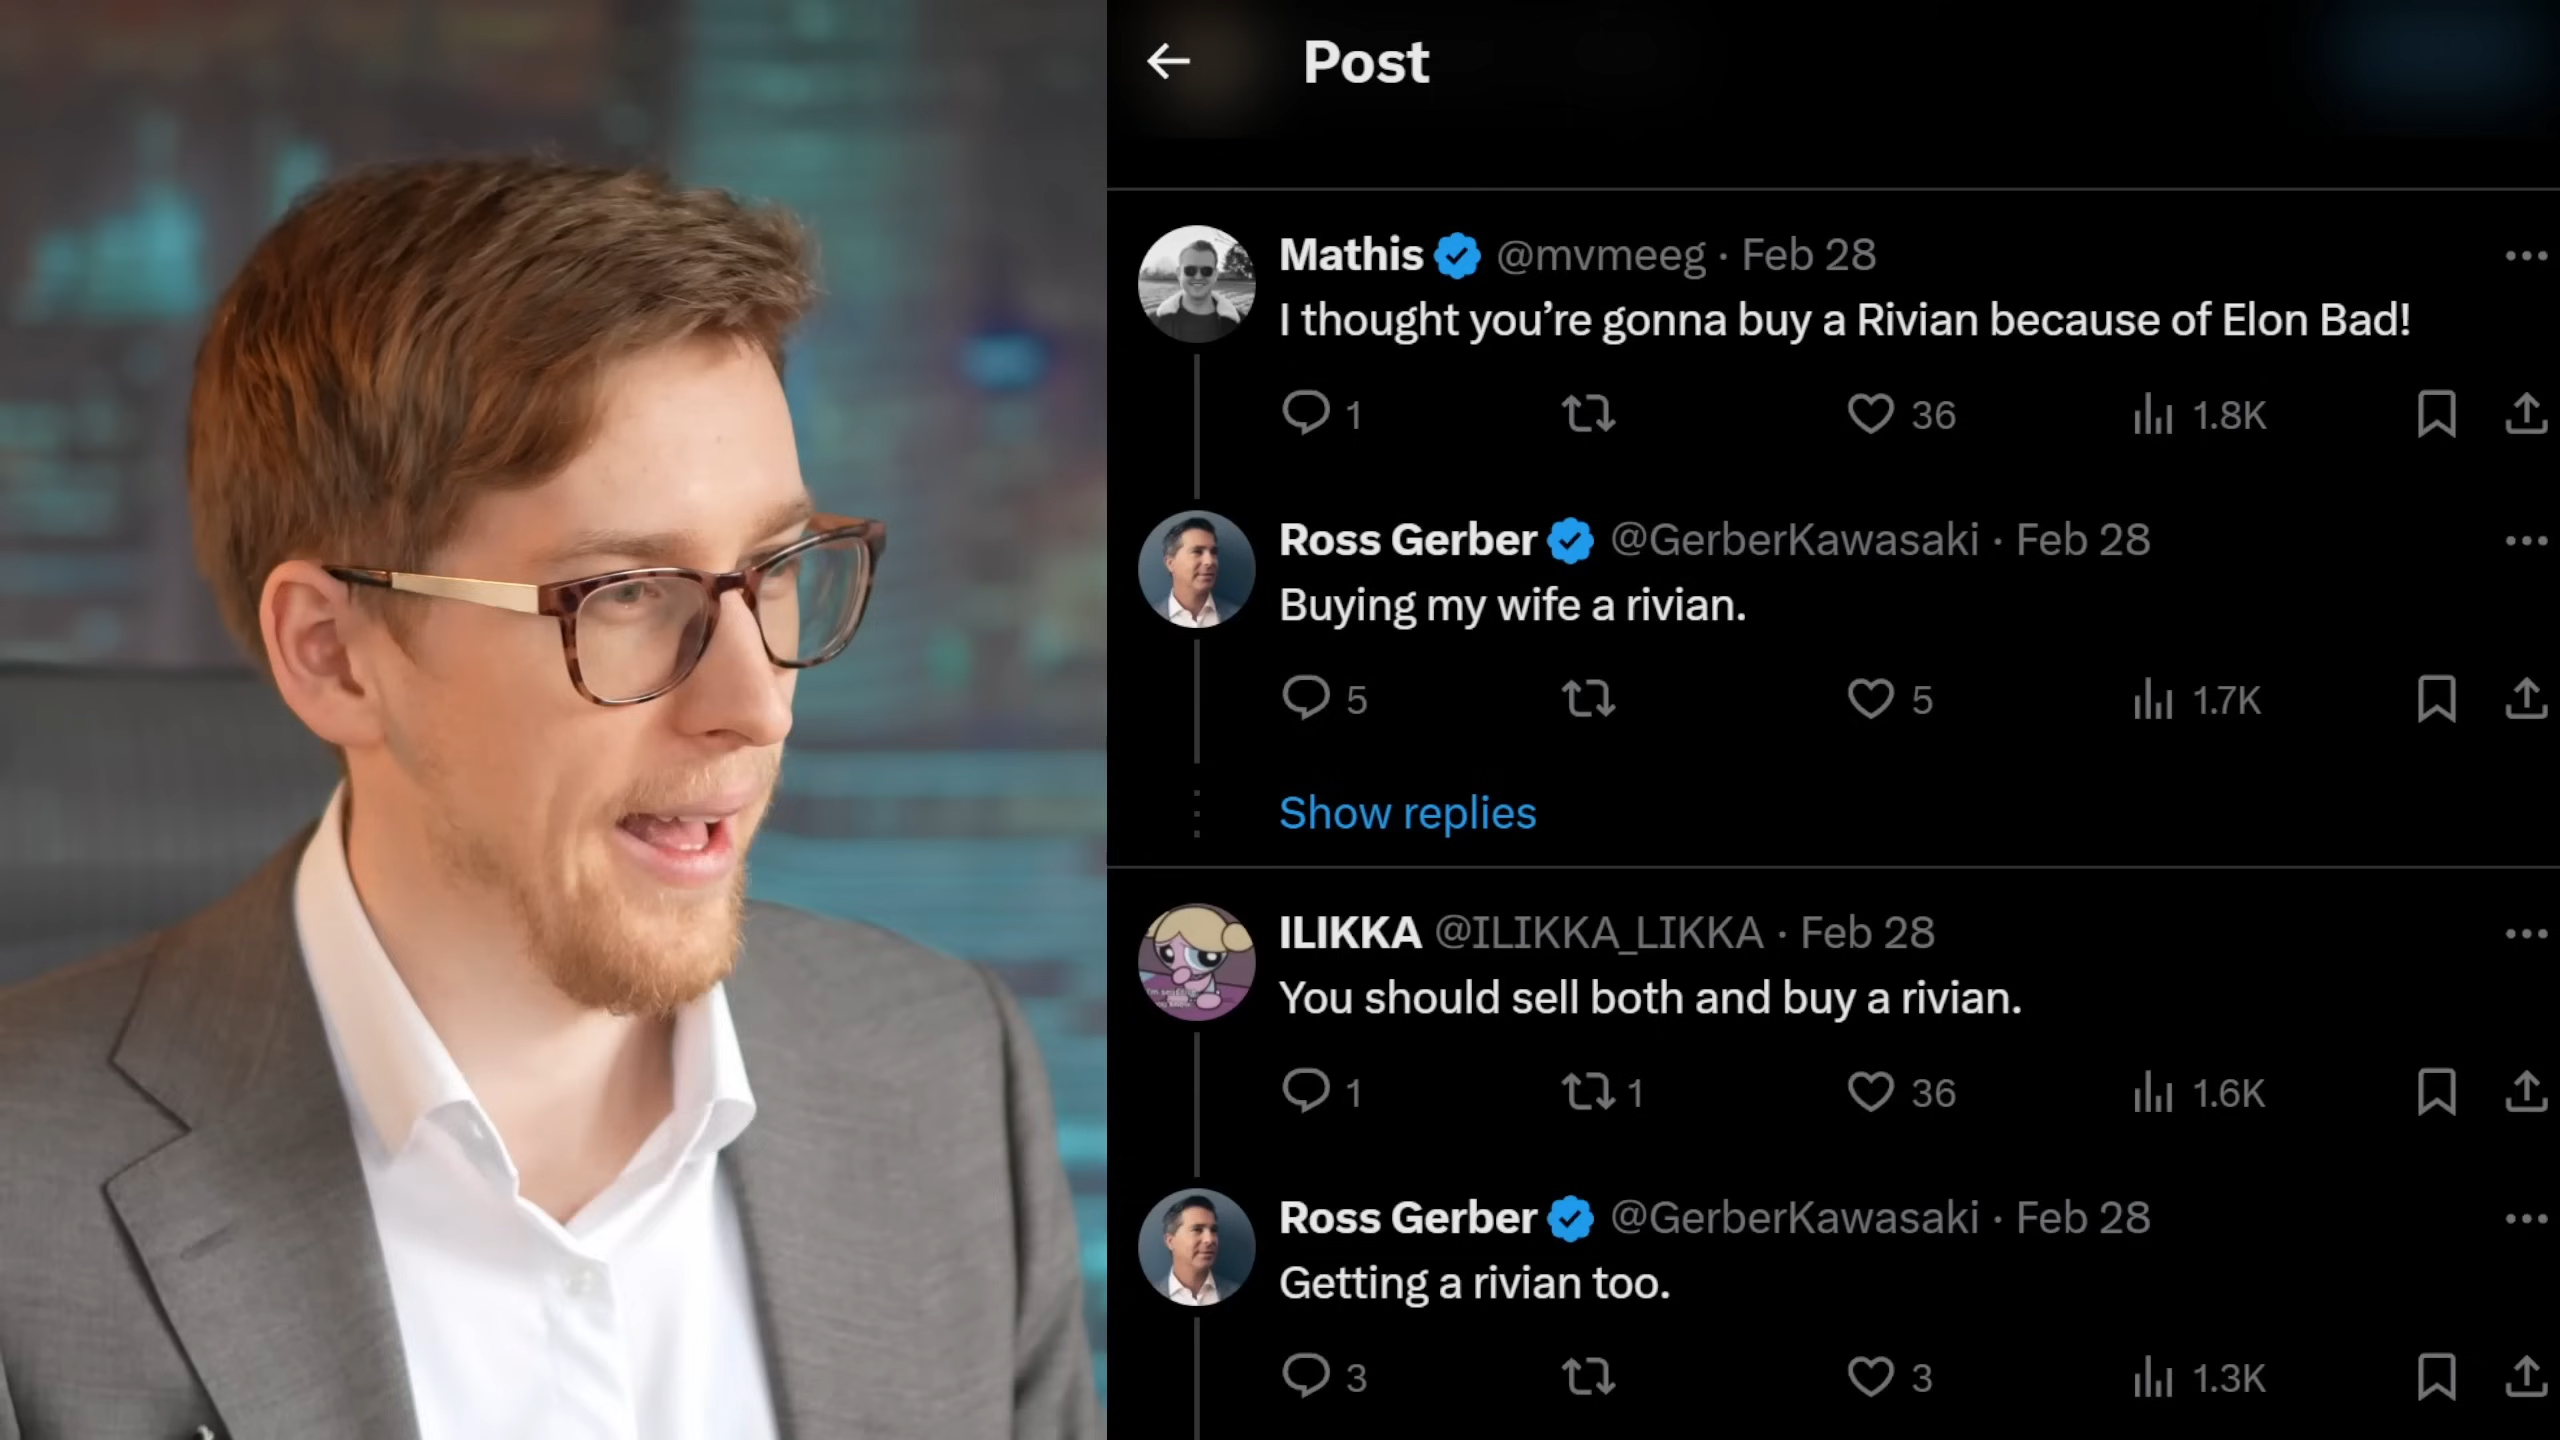 Post
Mathis @mvmeeg · Feb 28
I thought you’re gonna buy a Rivian because of Elon Bad!
1 36 1.8K
Ross Gerber @GerberKawasaki · Feb 28
Buying my wife a rivian.
5 5 1.7K
Show replies
ILIKKA @ILIKKA_LIKKA · Feb 28
You should sell both and buy a rivian.
1 1 36 1.6K
Ross Gerber @GerberKawasaki · Feb 28
Getting a rivian too.
3 3 1.3K